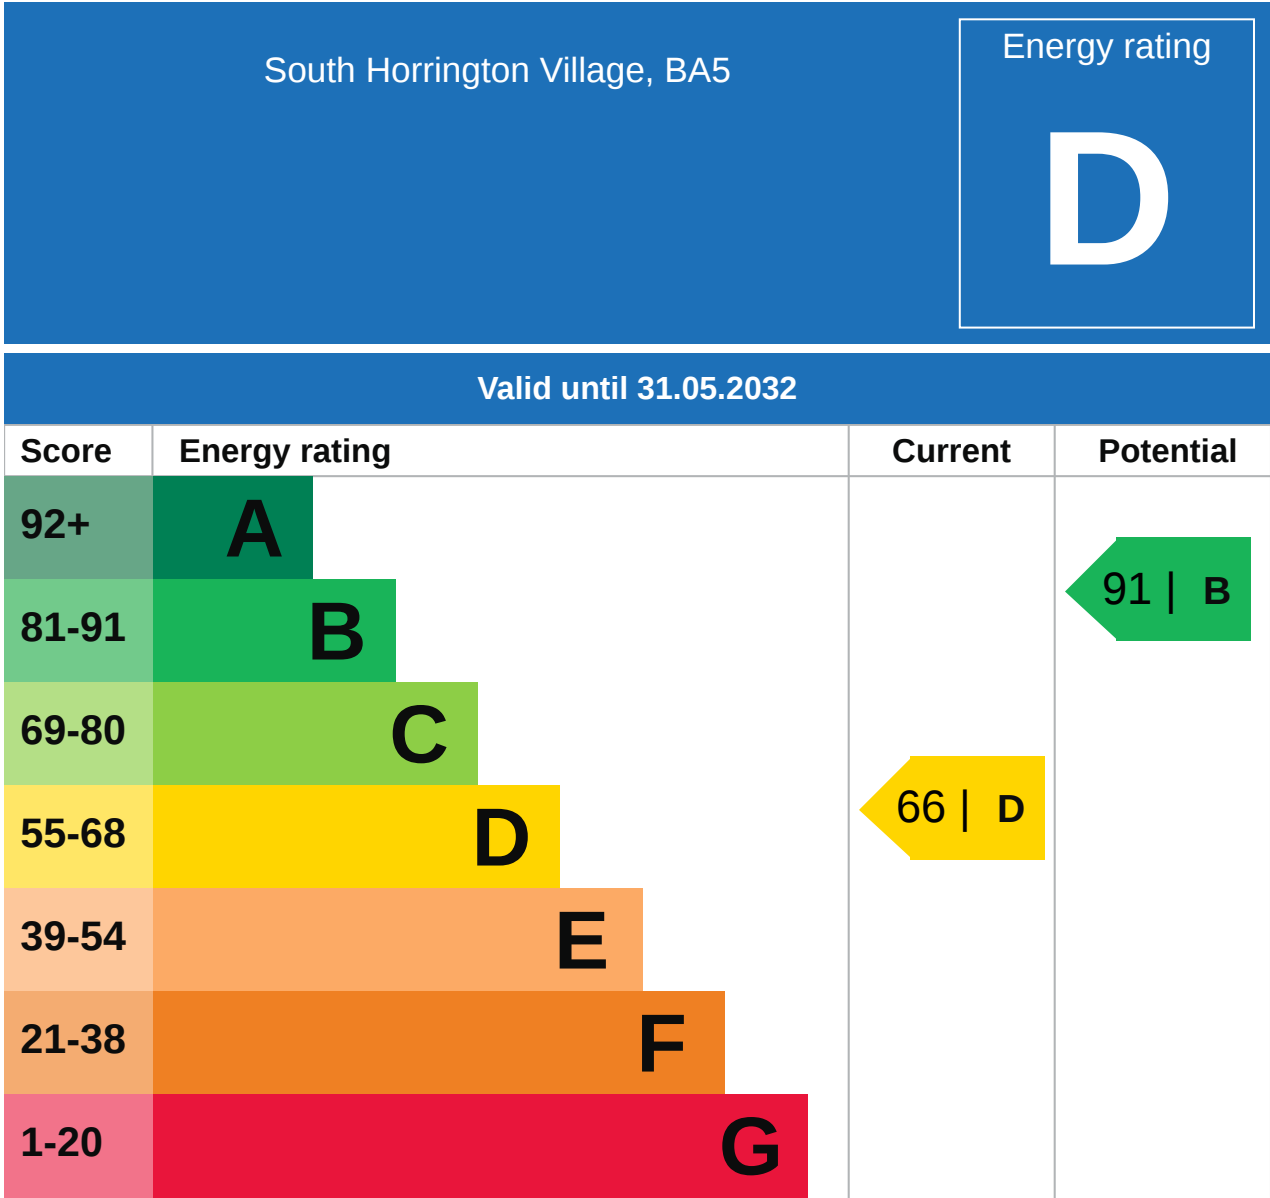 South Horrington Village, BA5
Energy rating
D
Valid until 31.05.2032
Score Energy rating Current Potential
92+ A
81-91 B
91 | B
69-80 C
55-68 D
66 | D
39-54 E
21-38 F
1-20 G